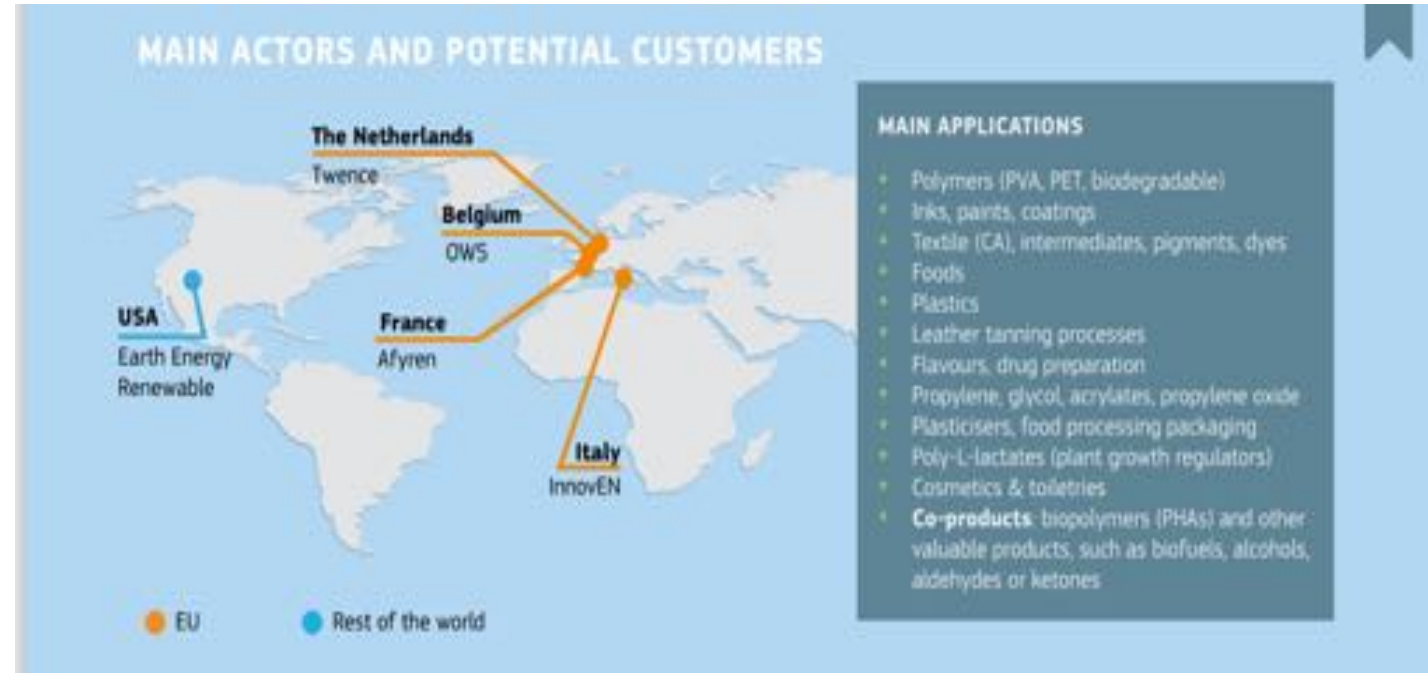 MAIN ACTORS AND POTENTIAL CUSTOMERS
The Netherlands
Twence
Belgium
OWS
France
Afyren
USA
Earth Energy
Renewable
Italy
InnovEN
EU
Rest of the world
MAIN APPLICATIONS
Polymers (PVA, PET, biodegradable)
Inks, paints, coatings
Textile (CA), intermediates, pigments, dyes
Foods
Plastics
Leather tanning processes
Flavours, drug preparation
Propylene, glycol, acrylates, propylene oxide
Plasticisers, food processing packaging
Poly-L-lactates (plant growth regulators)
Cosmetics & toiletries
Co-products: biopolymers (PHAs) and other
valuable products, such as biofuels, alcohols,
aldehydes or ketones